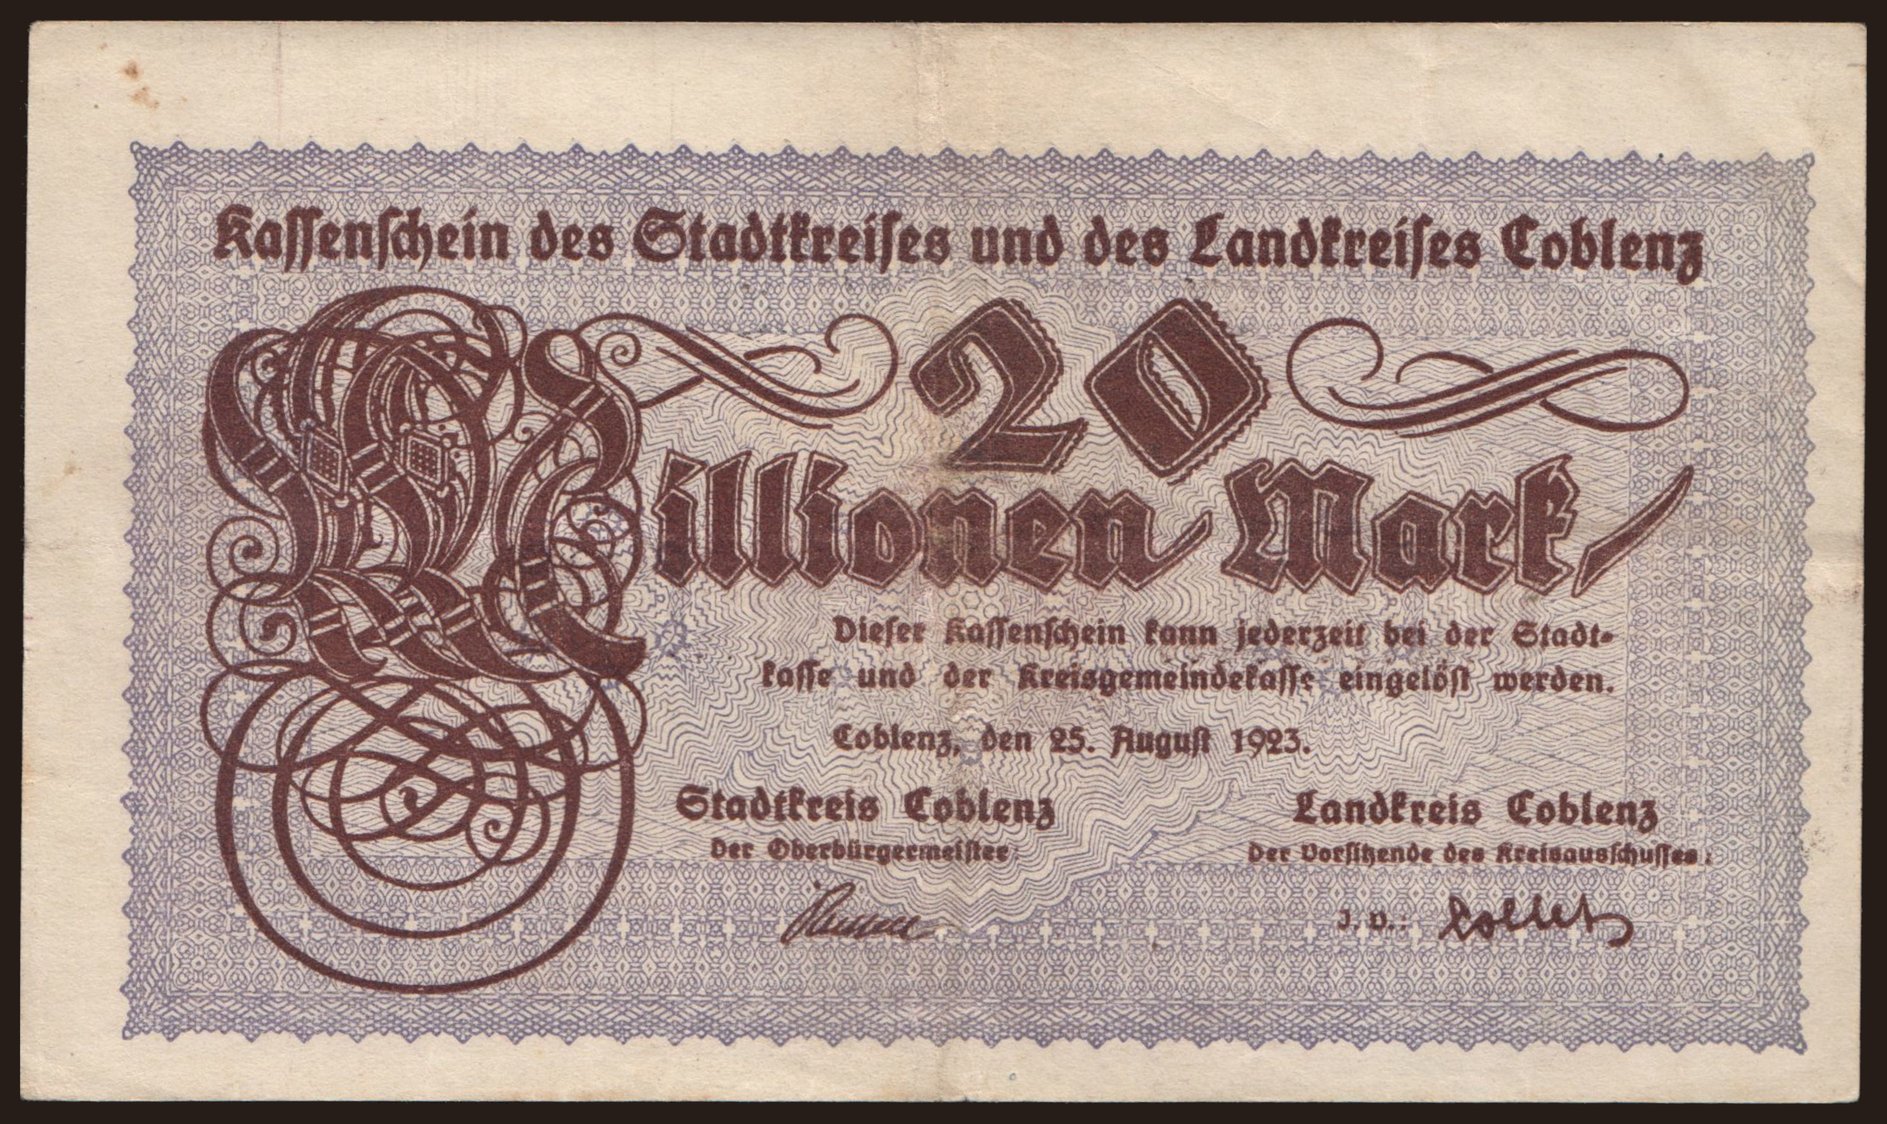 Kassenschein des Stadtkreises und des Landkreises Coblenz
20
Millionen Mark
Dieser Kassenschein kann jederzeit bei der Stadt-
kasse und der Kreisgemeindekasse eingelöst werden.
Coblenz, den 25. August 1923.
Stadtkreis Coblenz
Der Oberbürgermeister:
Landkreis Coblenz
Der Vorsitzende des Kreisausschusses:
J. V.: